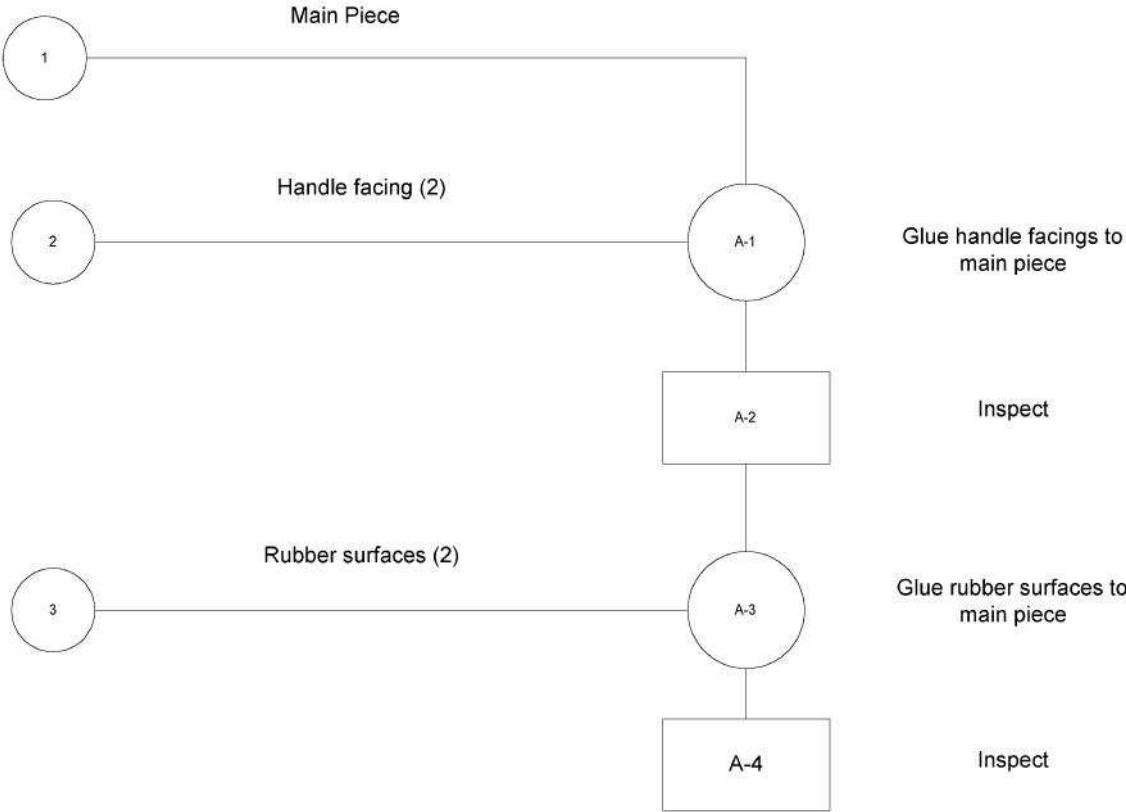 Main Piece
1
Handle facing (2)
2
A-1
Glue handle facings to
main piece
A-2
Inspect
Rubber surfaces (2)
3
A-3
Glue rubber surfaces to
main piece
A-4
Inspect